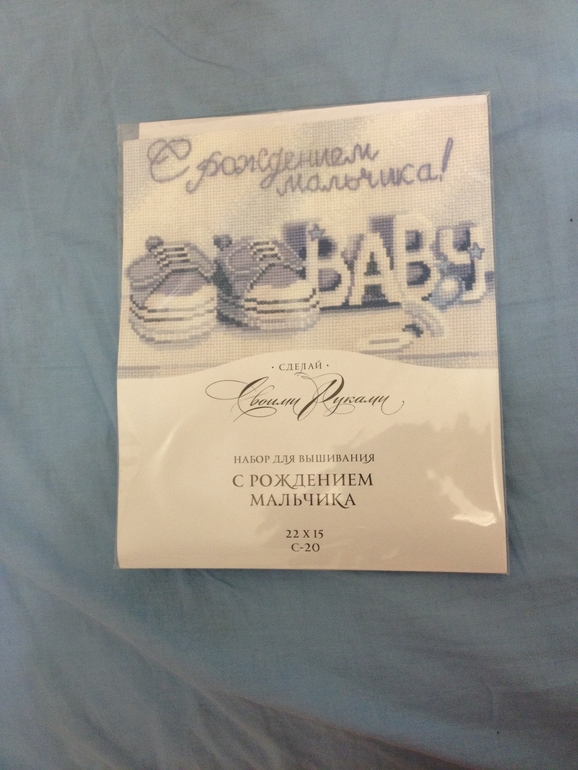 С рождением
мальчика!
BABY
· СДЕЛАЙ ·
Своими Руками
НАБОР ДЛЯ ВЫШИВАНИЯ
С РОЖДЕНИЕМ
МАЛЬЧИКА
22 X 15
С-20